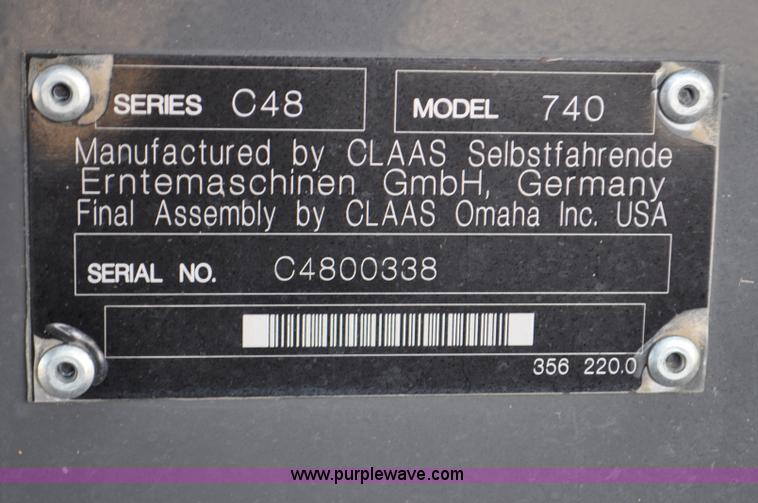 SERIES C48 MODEL 740
Manufactured by CLAAS Selbstfahrende
Erntemaschinen GmbH, Germany
Final Assembly by CLAAS Omaha Inc. USA
SERIAL NO. C4800338
356 220.0
www.purplewave.com